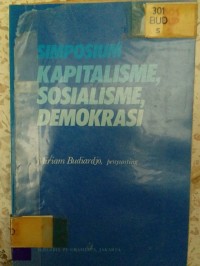 301
BUD
s
SIMPOSIUM
KAPITALISME,
SOSIALISME,
DEMOKRASI
Miriam Budiardjo, penyunting